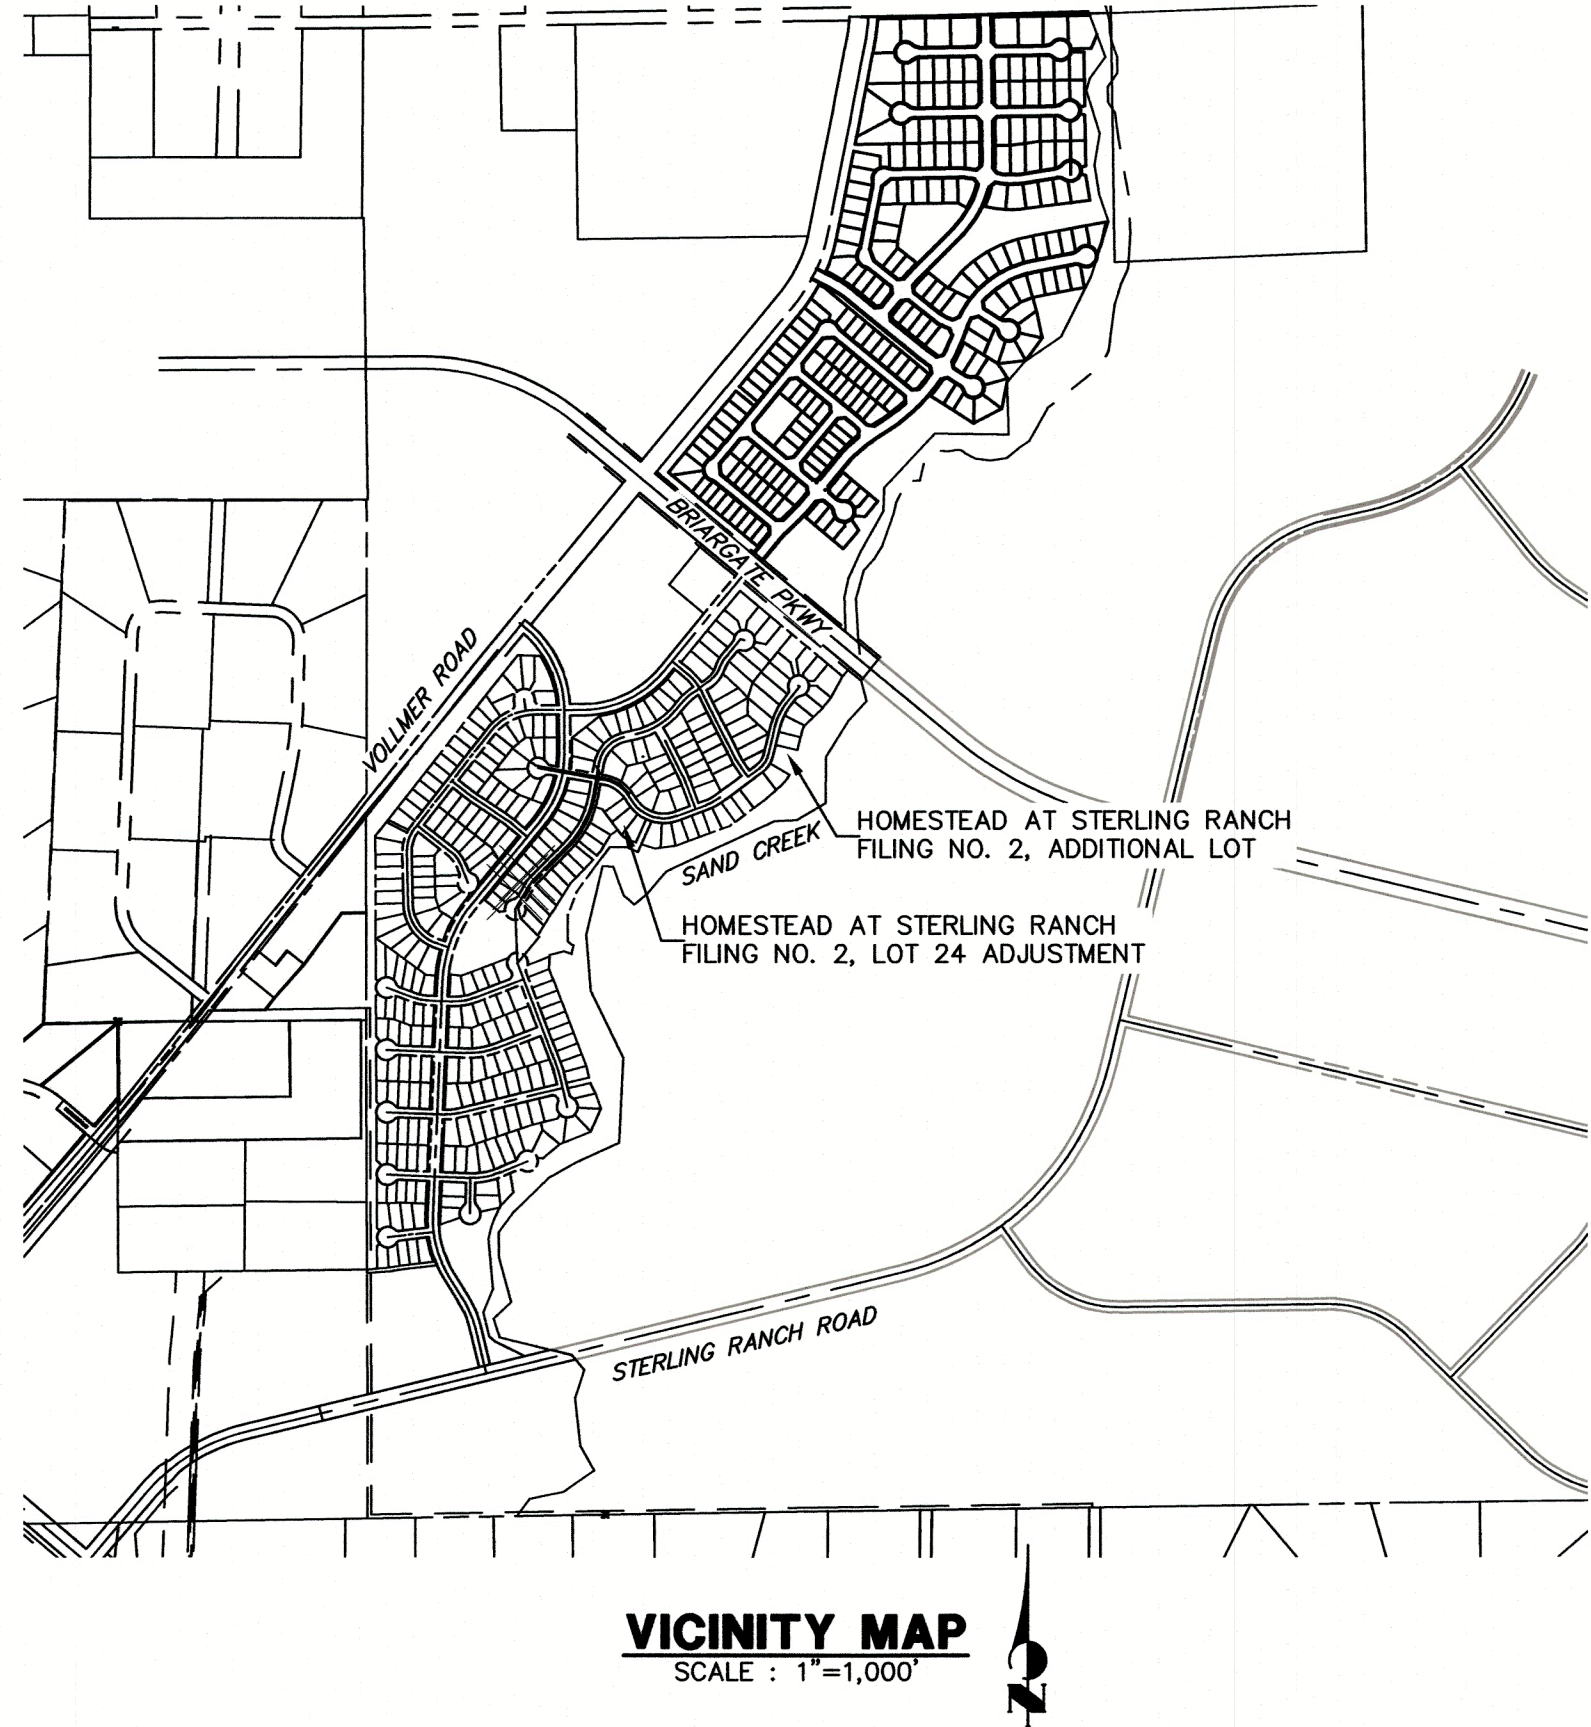 BRIARGATE PKWY
VOLLMER ROAD
HOMESTEAD AT STERLING RANCH
FILING NO. 2, ADDITIONAL LOT
SAND CREEK
HOMESTEAD AT STERLING RANCH
FILING NO. 2, LOT 24 ADJUSTMENT
STERLING RANCH ROAD
VICINITY MAP
SCALE : 1"=1,000'
N